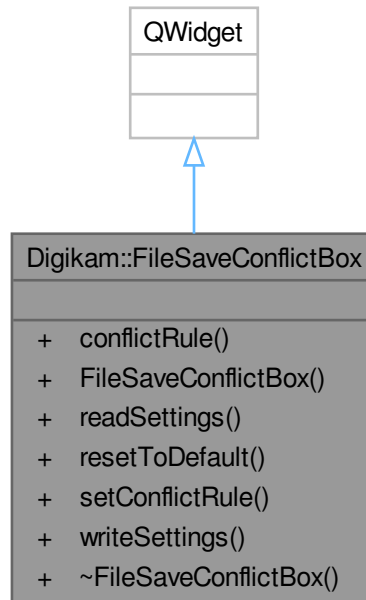 QWidget
Digikam::FileSaveConflictBox
+ conflictRule()
+ FileSaveConflictBox()
+ readSettings()
+ resetToDefault()
+ setConflictRule()
+ writeSettings()
+ ~FileSaveConflictBox()